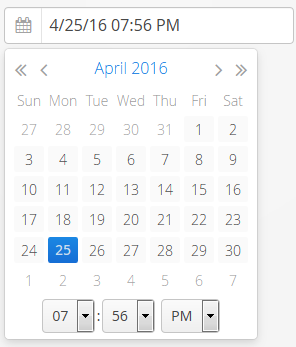 4/25/16 07:56 PM
« ‹ April 2016 › »
Sun Mon Tue Wed Thu Fri Sat
27 28 29 30 31 1 2
3 4 5 6 7 8 9
10 11 12 13 14 15 16
17 18 19 20 21 22 23
24 25 26 27 28 29 30
1 2 3 4 5 6 7
07 : 56 PM